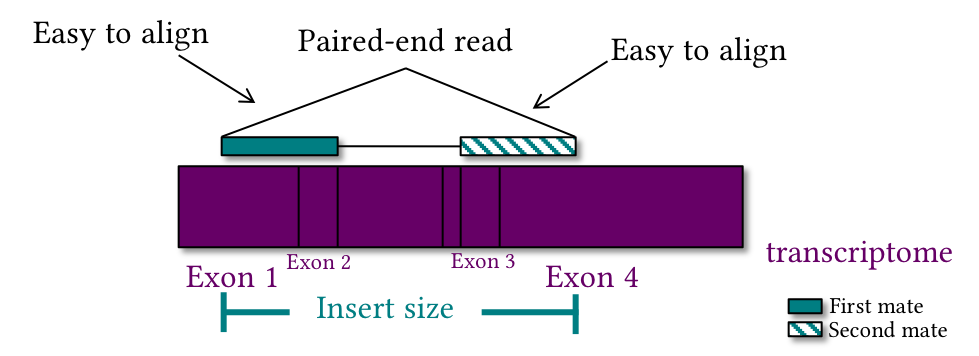 Easy to align
Paired-end read
Easy to align
Exon 1
Exon 2
Exon 3
Exon 4
transcriptome
Insert size
First mate
Second mate